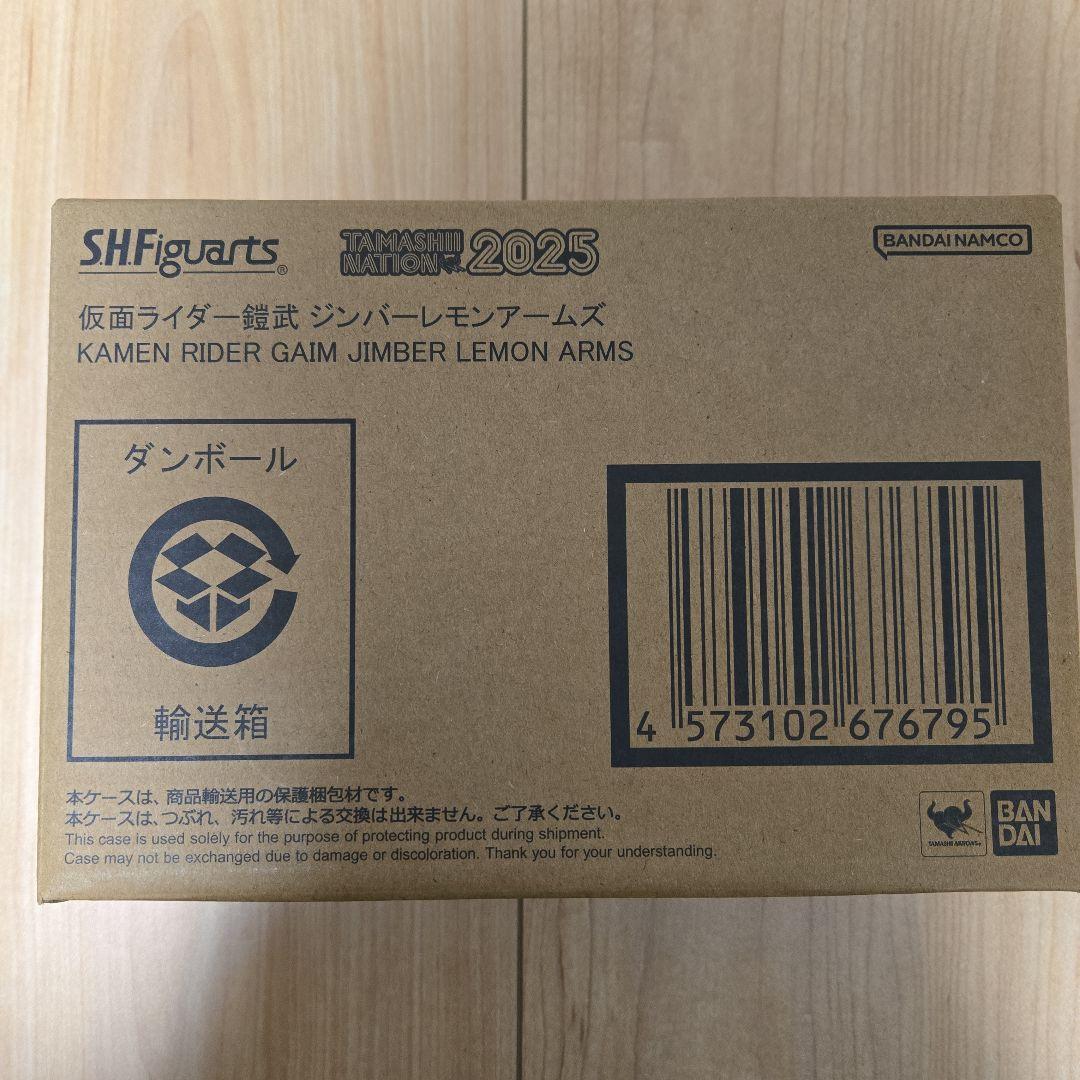 S.H.Figuarts®
TAMASHII NATION 2025
BANDAI NAMCO
仮面ライダー鎧武 ジンバーレモンアームズ
KAMEN RIDER GAIM JIMBER LEMON ARMS
ダンボール
輸送箱
4 573102 676795
本ケースは、商品輸送用の保護梱包材です。
本ケースは、つぶれ、汚れ等による交換は出来ません。ご了承ください。
This case is used solely for the purpose of protecting product during shipment.
Case may not be exchanged due to damage or discoloration. Thank you for your understanding.
TAMASHII NATIONS
BAN
DAI